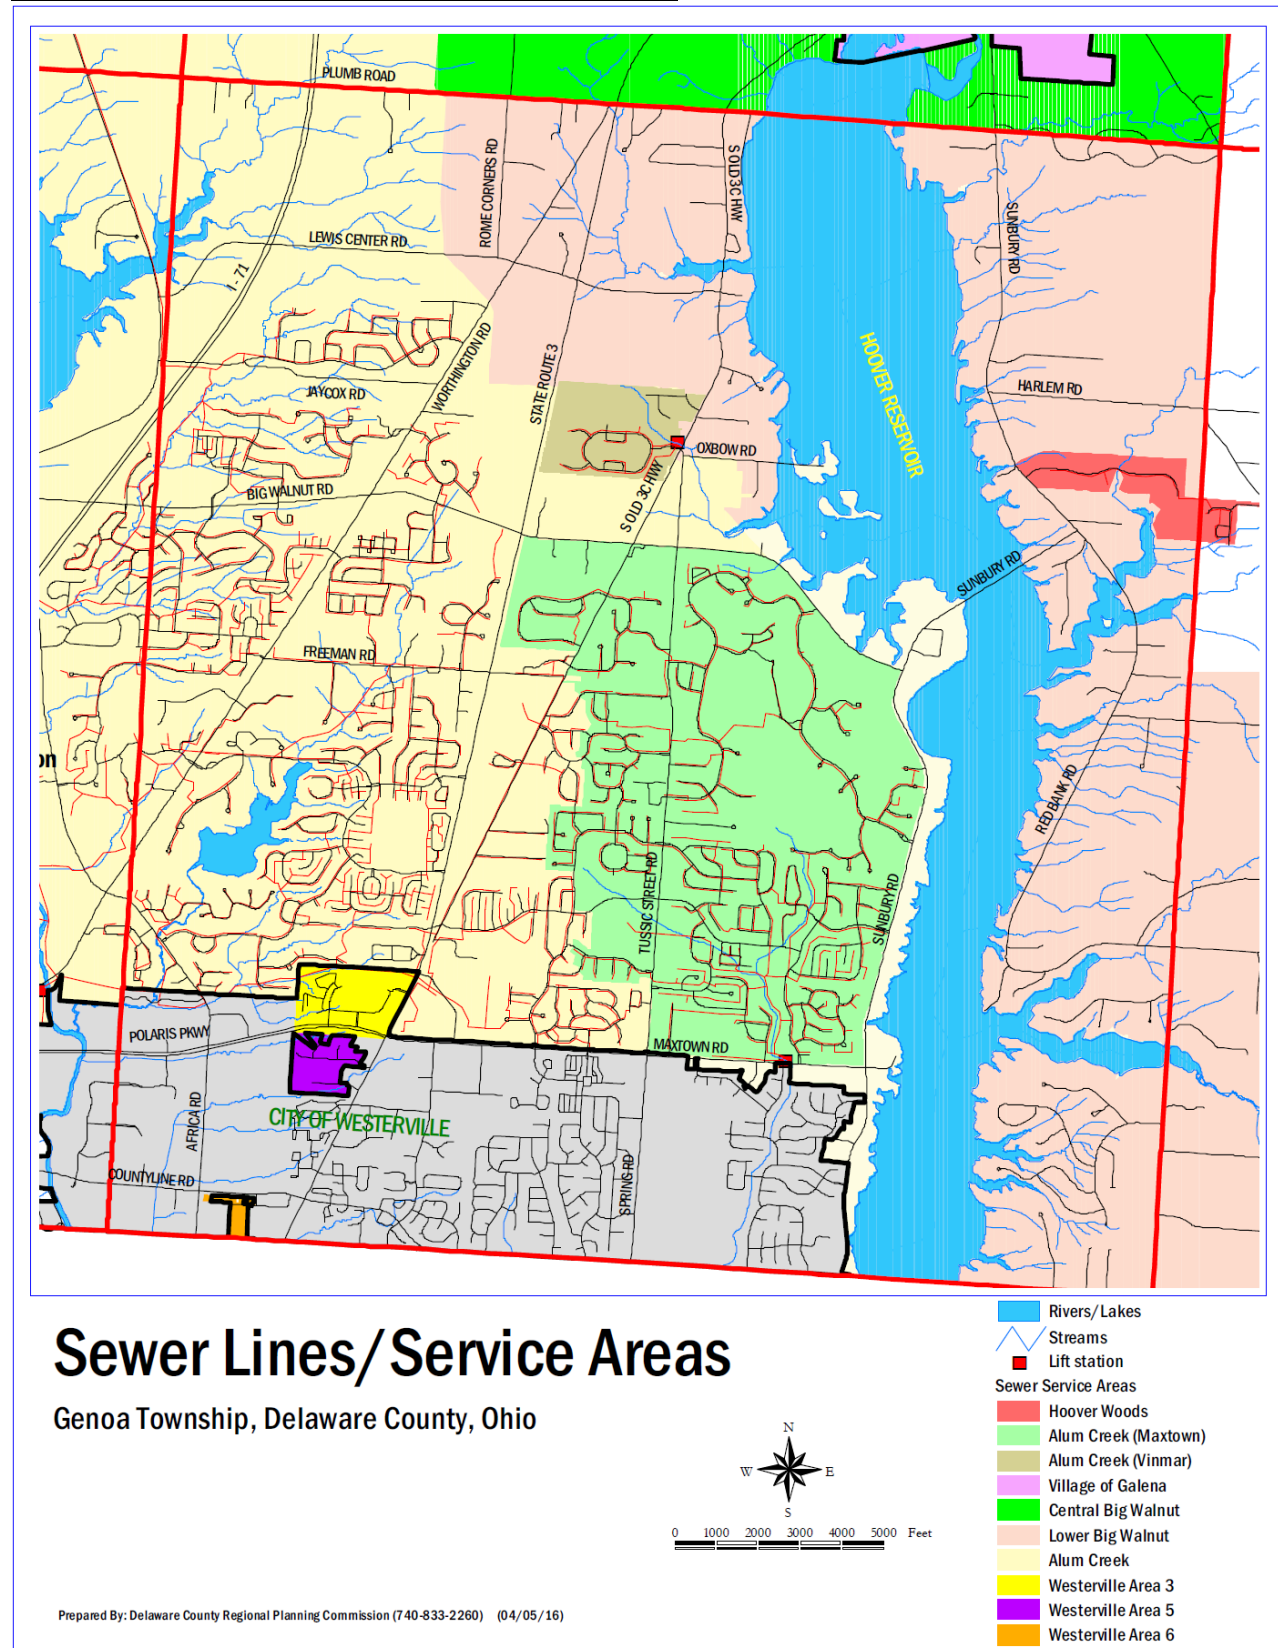 PLUMB ROAD
ROME CORNERS RD
S OLD 3C HWY
SUNBURY RD
LEWIS CENTER RD
I - 71
WORTHINGTON RD
STATE ROUTE 3
HOOVER RESERVOIR
HARLEM RD
JAYCOX RD
OXBOW RD
BIG WALNUT RD
S OLD 3C HWY
SUNBURY RD
FREEMAN RD
on
RED BANK RD
TUSSIC STREET RD
SUNBURY RD
POLARIS PKWY
MAXTOWN RD
AFRICA RD
CITY OF WESTERVILLE
COUNTYLINE RD
SPRING RD
Sewer Lines/Service Areas
Genoa Township, Delaware County, Ohio
N
W E
S
0 1000 2000 3000 4000 5000 Feet
Rivers/Lakes
Streams
Lift station
Sewer Service Areas
Hoover Woods
Alum Creek (Maxtown)
Alum Creek (Vinmar)
Village of Galena
Central Big Walnut
Lower Big Walnut
Alum Creek
Westerville Area 3
Westerville Area 5
Westerville Area 6
Prepared By: Delaware County Regional Planning Commission (740-833-2260) (04/05/16)